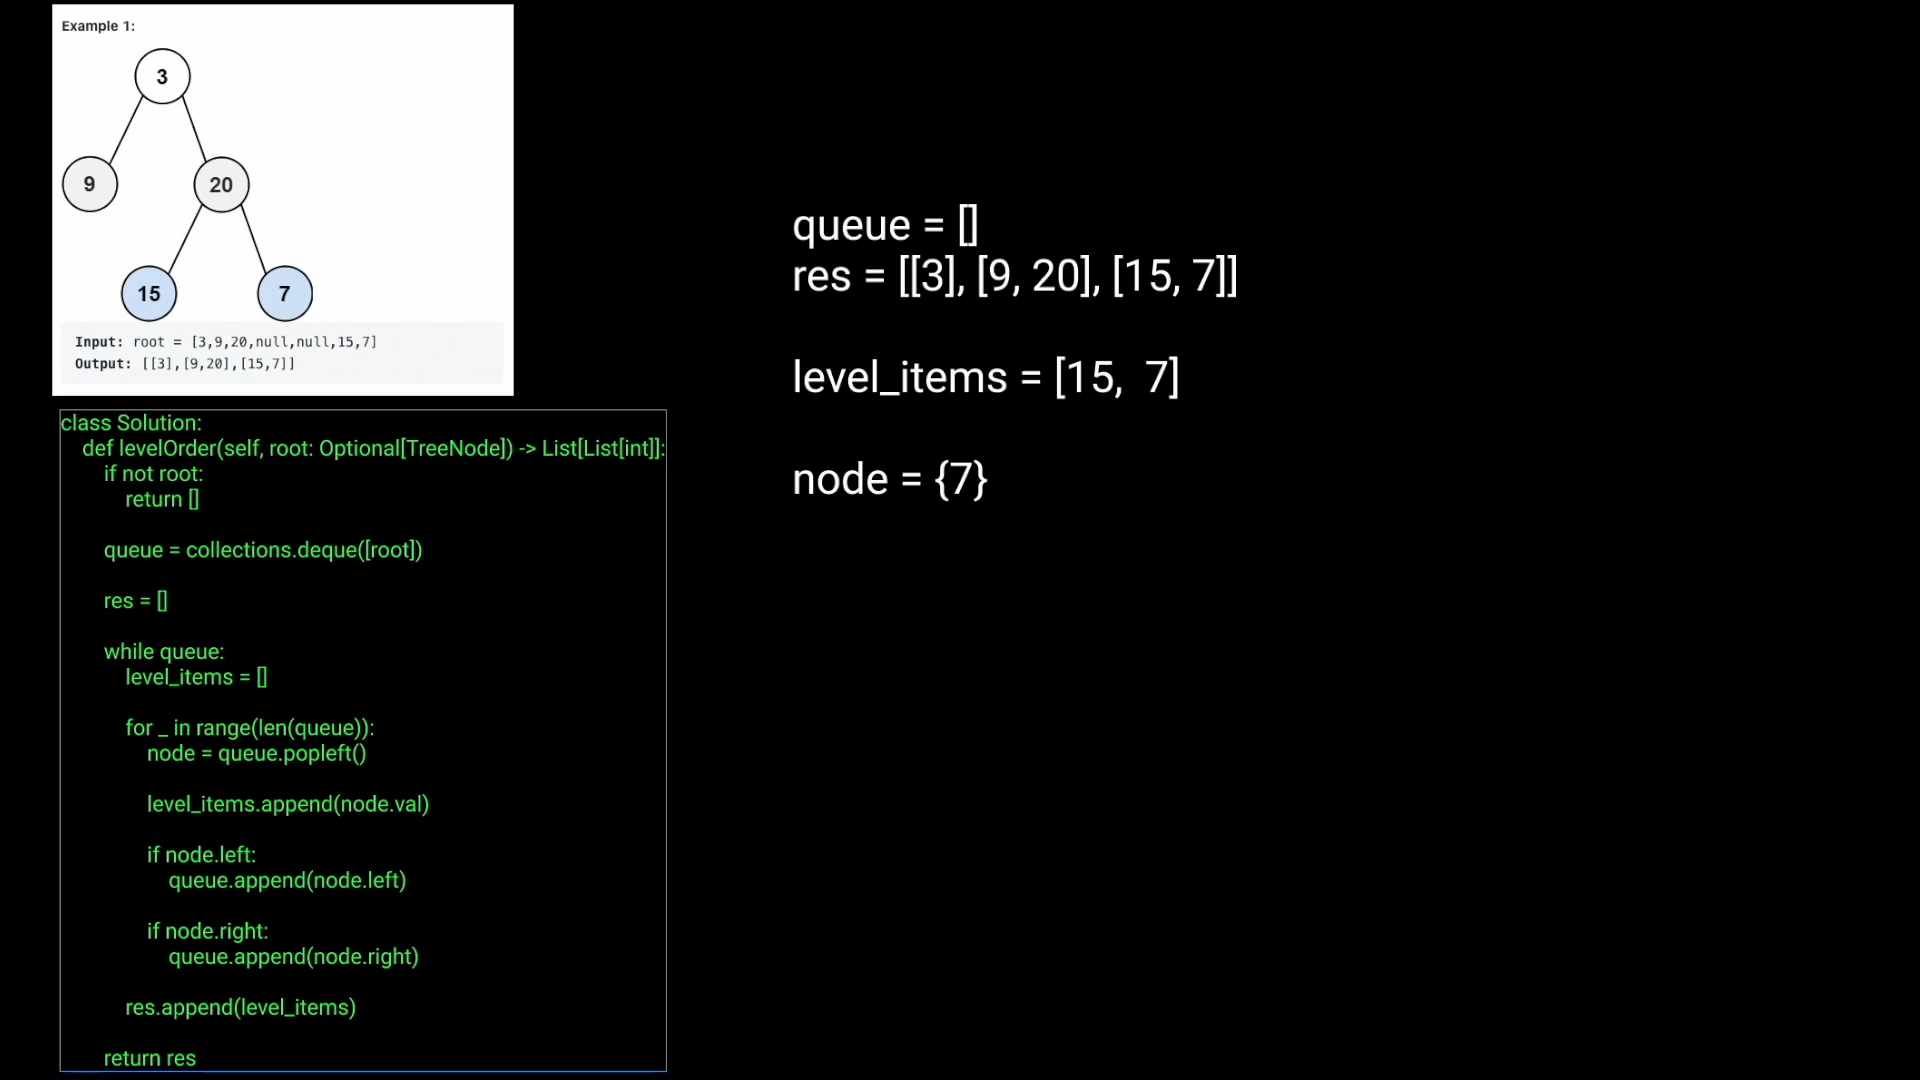 Example 1:
3
9
20
15
7
Input: root = [3,9,20,null,null,15,7]
Output: [[3],[9,20],[15,7]]
class Solution:
def levelOrder(self, root: Optional[TreeNode]) -> List[List[int]]:
if not root:
return []
queue = collections.deque([root])
res = []
while queue:
level_items = []
for _ in range(len(queue)):
node = queue.popleft()
level_items.append(node.val)
if node.left:
queue.append(node.left)
if node.right:
queue.append(node.right)
res.append(level_items)
return res
queue = []
res = [[3], [9, 20], [15, 7]]
level_items = [15,  7]
node = {7}